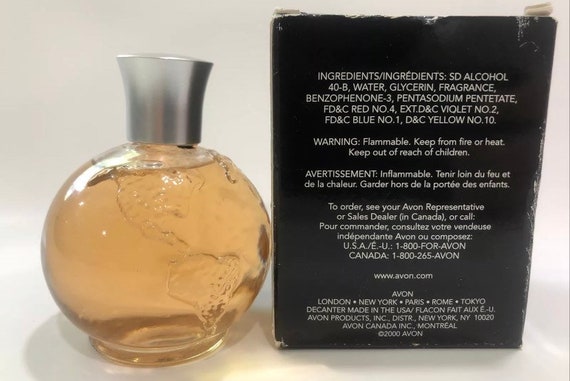 INGREDIENTS/INGRÉDIENTS: SD ALCOHOL
40-B, WATER, GLYCERIN, FRAGRANCE,
BENZOPHENONE-3, PENTASODIUM PENTETATE,
FD&C RED NO.4, EXT.D&C VIOLET NO.2,
FD&C BLUE NO.1, D&C YELLOW NO.10.
WARNING: Flammable. Keep from fire or heat.
Keep out of reach of children.
AVERTISSEMENT: Inflammable. Tenir loin du feu et
de la chaleur. Garder hors de la portée des enfants.
To order, see your Avon Representative
or Sales Dealer (in Canada), or call:
Pour commander, consultez votre vendeuse
indépendante Avon ou composez:
U.S.A./É.-U.: 1-800-FOR-AVON
CANADA: 1-800-265-AVON
www.avon.com
AVON
LONDON • NEW YORK • PARIS • ROME • TOKYO
DECANTER MADE IN THE USA/ FLACON FAIT AUX É.-U.
AVON PRODUCTS, INC., DISTR., NEW YORK, NY 10020
AVON CANADA INC., MONTRÉAL
©2000 AVON